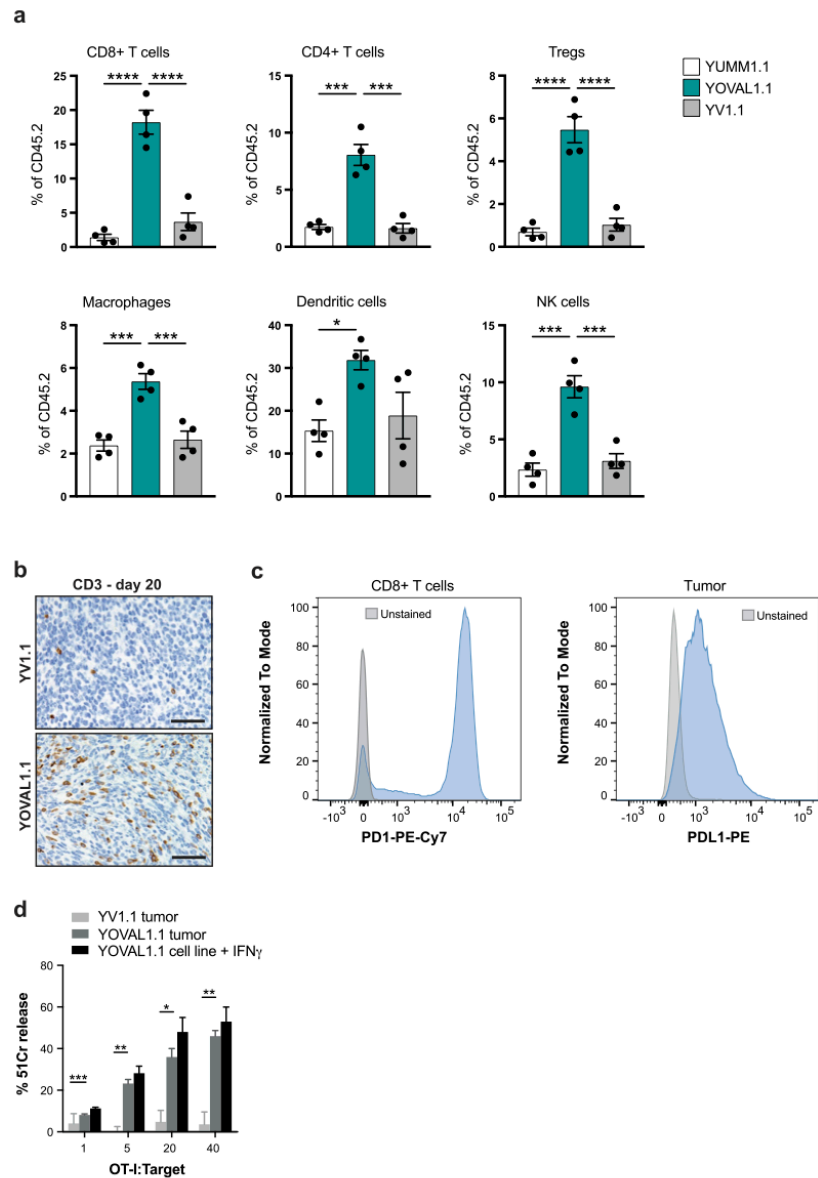 a
CD8+ T cells
CD4+ T cells
Tregs
YUMM1.1
YOVAL1.1
YV1.1
% of CD45.2
25
20
15
10
5
0
**** ****
% of CD45.2
15
10
5
0
*** ***
% of CD45.2
8
6
4
2
0
**** ****
Macrophages
Dendritic cells
NK cells
% of CD45.2
8
6
4
2
0
*** ***
% of CD45.2
40
30
20
10
0
*
% of CD45.2
15
10
5
0
*** ***
b
CD3 - day 20
YV1.1
YOVAL1.1
c
CD8+ T cells
Unstained
Normalized To Mode
100
80
60
40
20
0
-10³ 0 10³ 10⁴ 10⁵
PD1-PE-Cy7
Tumor
Unstained
Normalized To Mode
100
80
60
40
20
0
-10³ 0 10³ 10⁴ 10⁵
PDL1-PE
d
YV1.1 tumor
YOVAL1.1 tumor
YOVAL1.1 cell line + IFNγ
% 51Cr release
80
60
40
20
0
*** ** * **
1 5 20 40
OT-I:Target